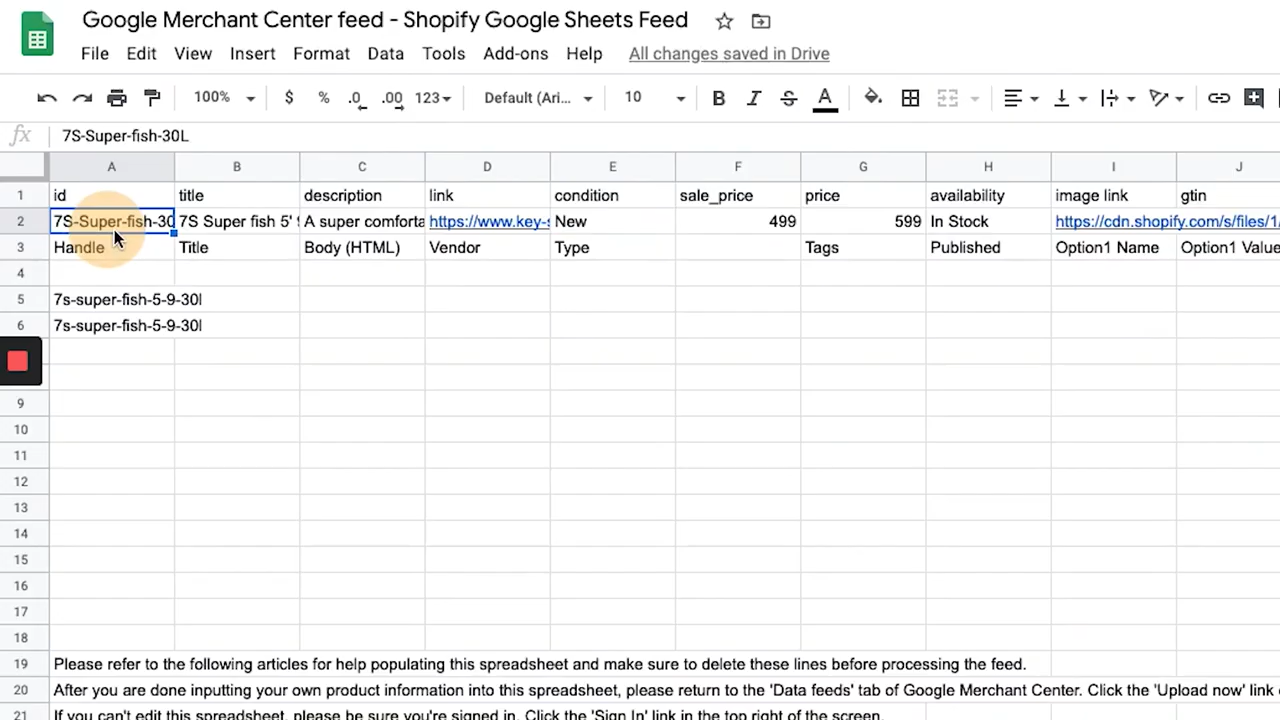 Google Merchant Center feed - Shopify Google Sheets Feed
File Edit View Insert Format Data Tools Add-ons Help All changes saved in Drive
100% $ % .0 .00 123 Default (Ari... 10 B I S A
fx 7S-Super-fish-30L
A B C D E F G H I J
1 id title description link condition sale_price price availability image link gtin
2 7S-Super-fish-30 7S Super fish 5' A super comforta https://www.key-s New 499 599 In Stock https://cdn.shopify.com/s/files/1/
3 Handle Title Body (HTML) Vendor Type Tags Published Option1 Name Option1 Value
4
5 7s-super-fish-5-9-30l
6 7s-super-fish-5-9-30l
9
10
11
12
13
14
15
16
17
18
19 Please refer to the following articles for help populating this spreadsheet and make sure to delete these lines before processing the feed.
20 After you are done inputting your own product information into this spreadsheet, please return to the 'Data feeds' tab of Google Merchant Center. Click the 'Upload now' link
21 If you can't edit this spreadsheet, please be sure you're signed in. Click the 'Sign In' link in the top right of the screen.